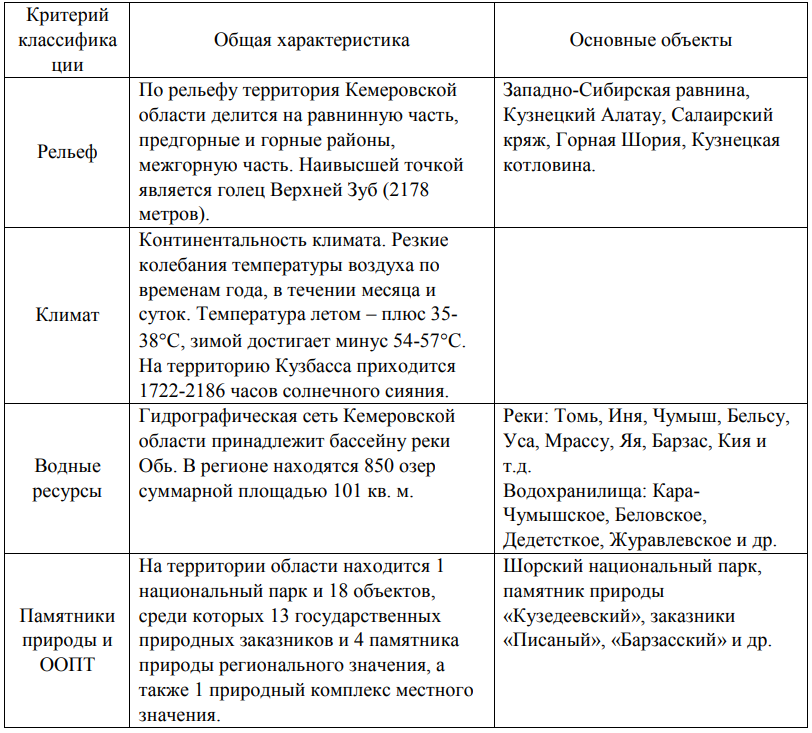 Критерий
классифика
ции
Общая характеристика
Основные объекты
Рельеф
По рельефу территория Кемеровской
области делится на равнинную часть,
предгорные и горные районы,
межгорную часть. Наивысшей точкой
является голец Верхней Зуб (2178
метров).
Западно-Сибирская равнина,
Кузнецкий Алатау, Салаирский
кряж, Горная Шория, Кузнецкая
котловина.
Климат
Континентальность климата. Резкие
колебания температуры воздуха по
временам года, в течении месяца и
суток. Температура летом – плюс 35-
38°С, зимой достигает минус 54-57°С.
На территорию Кузбасса приходится
1722-2186 часов солнечного сияния.
Водные
ресурсы
Гидрографическая сеть Кемеровской
области принадлежит бассейну реки
Обь. В регионе находятся 850 озер
суммарной площадью 101 кв. м.
Реки: Томь, Иня, Чумыш, Бельсу,
Уса, Мрассу, Яя, Барзас, Кия и
т.д.
Водохранилища: Кара-
Чумышское, Беловское,
Дедетсткое, Журавлевское и др.
Памятники
природы и
ООПТ
На территории области находится 1
национальный парк и 18 объектов,
среди которых 13 государственных
природных заказников и 4 памятника
природы регионального значения, а
также 1 природный комплекс местного
значения.
Шорский национальный парк,
памятник природы
«Кузедеевский», заказники
«Писаный», «Барзасский» и др.